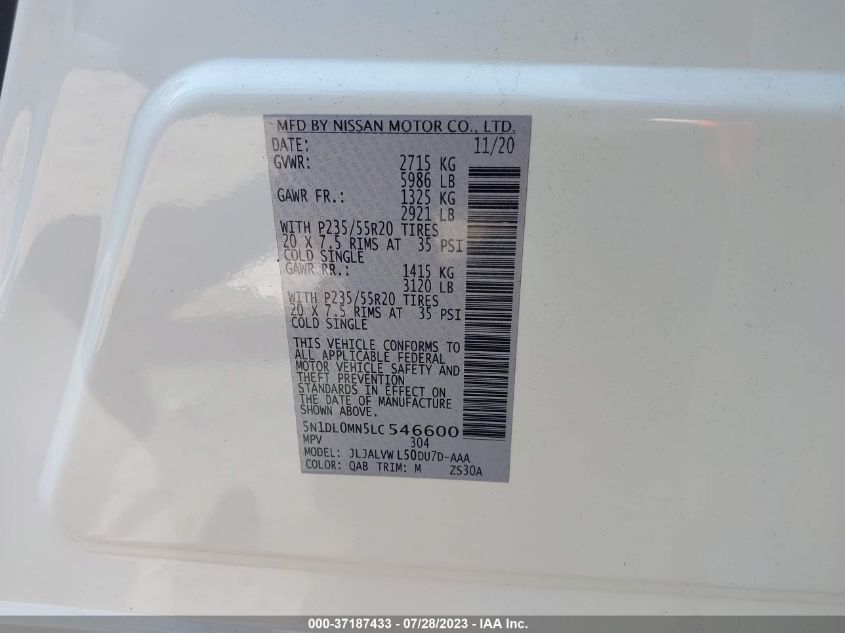 MFD BY NISSAN MOTOR CO., LTD.
DATE: 11/20
GVWR: 2715 KG
5986 LB
GAWR FR.: 1325 KG
2921 LB
WITH P235/55R20 TIRES
20 X 7.5 RIMS AT 35 PSI
COLD SINGLE
GAWR RR.: 1415 KG
3120 LB
WITH P235/55R20 TIRES
20 X 7.5 RIMS AT 35 PSI
COLD SINGLE
THIS VEHICLE CONFORMS TO
ALL APPLICABLE FEDERAL
MOTOR VEHICLE SAFETY AND
THEFT PREVENTION
STANDARDS IN EFFECT ON
THE DATE OF MANUFACTURE
SHOWN ABOVE.
5N1DL0MN5LC546600
MPV 304
MODEL: JLJALVWL50DU7D-AAA
COLOR: QAB TRIM: M ZS30A
000-37187433 - 07/28/2023 - IAA Inc.